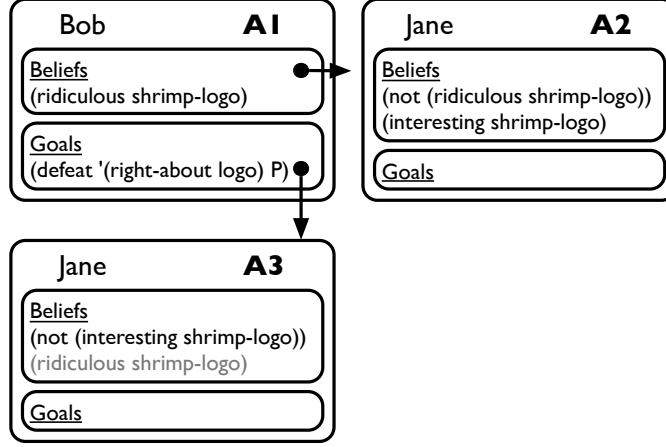 Bob A1
Beliefs
(ridiculous shrimp-logo)
Goals
(defeat '(right-about logo) P)
Jane A2
Beliefs
(not (ridiculous shrimp-logo))
(interesting shrimp-logo)
Goals
Jane A3
Beliefs
(not (interesting shrimp-logo))
(ridiculous shrimp-logo)
Goals